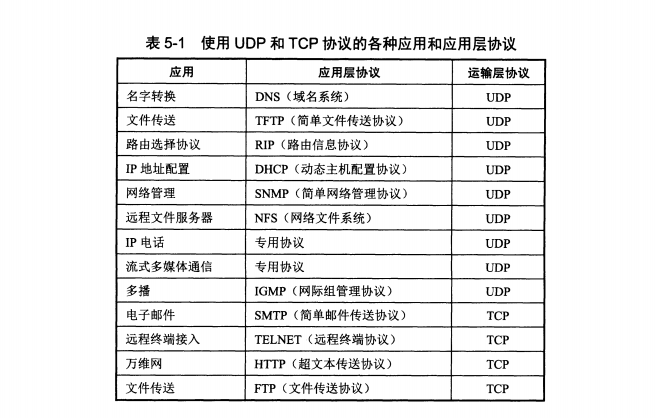 表 5-1 使用 UDP 和 TCP 协议的各种应用和应用层协议
应用 应用层协议 运输层协议
名字转换 DNS（域名系统） UDP
文件传送 TFTP（简单文件传送协议） UDP
路由选择协议 RIP（路由信息协议） UDP
IP 地址配置 DHCP（动态主机配置协议） UDP
网络管理 SNMP（简单网络管理协议） UDP
远程文件服务器 NFS（网络文件系统） UDP
IP 电话 专用协议 UDP
流式多媒体通信 专用协议 UDP
多播 IGMP（网际组管理协议） UDP
电子邮件 SMTP（简单邮件传送协议） TCP
远程终端接入 TELNET（远程终端协议） TCP
万维网 HTTP（超文本传送协议） TCP
文件传送 FTP（文件传送协议） TCP